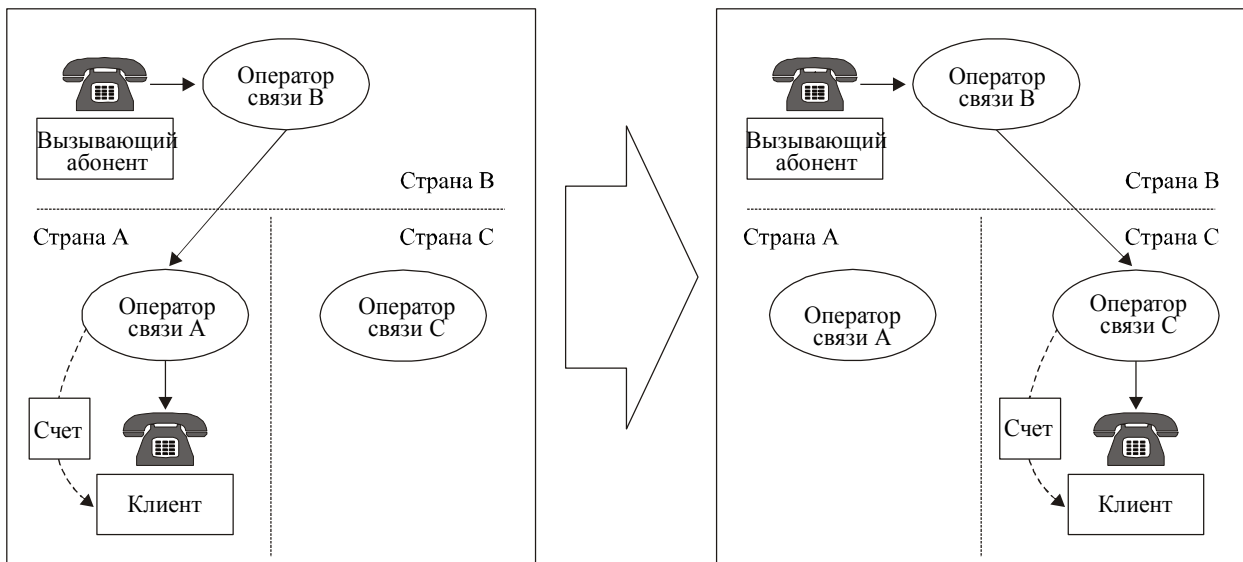 Оператор
связи B
Вызывающий
абонент
Страна B
Страна A
Страна C
Оператор
связи A
Оператор
связи C
Счет
Клиент
Оператор
связи B
Вызывающий
абонент
Страна B
Страна A
Страна C
Оператор
связи A
Оператор
связи C
Счет
Клиент